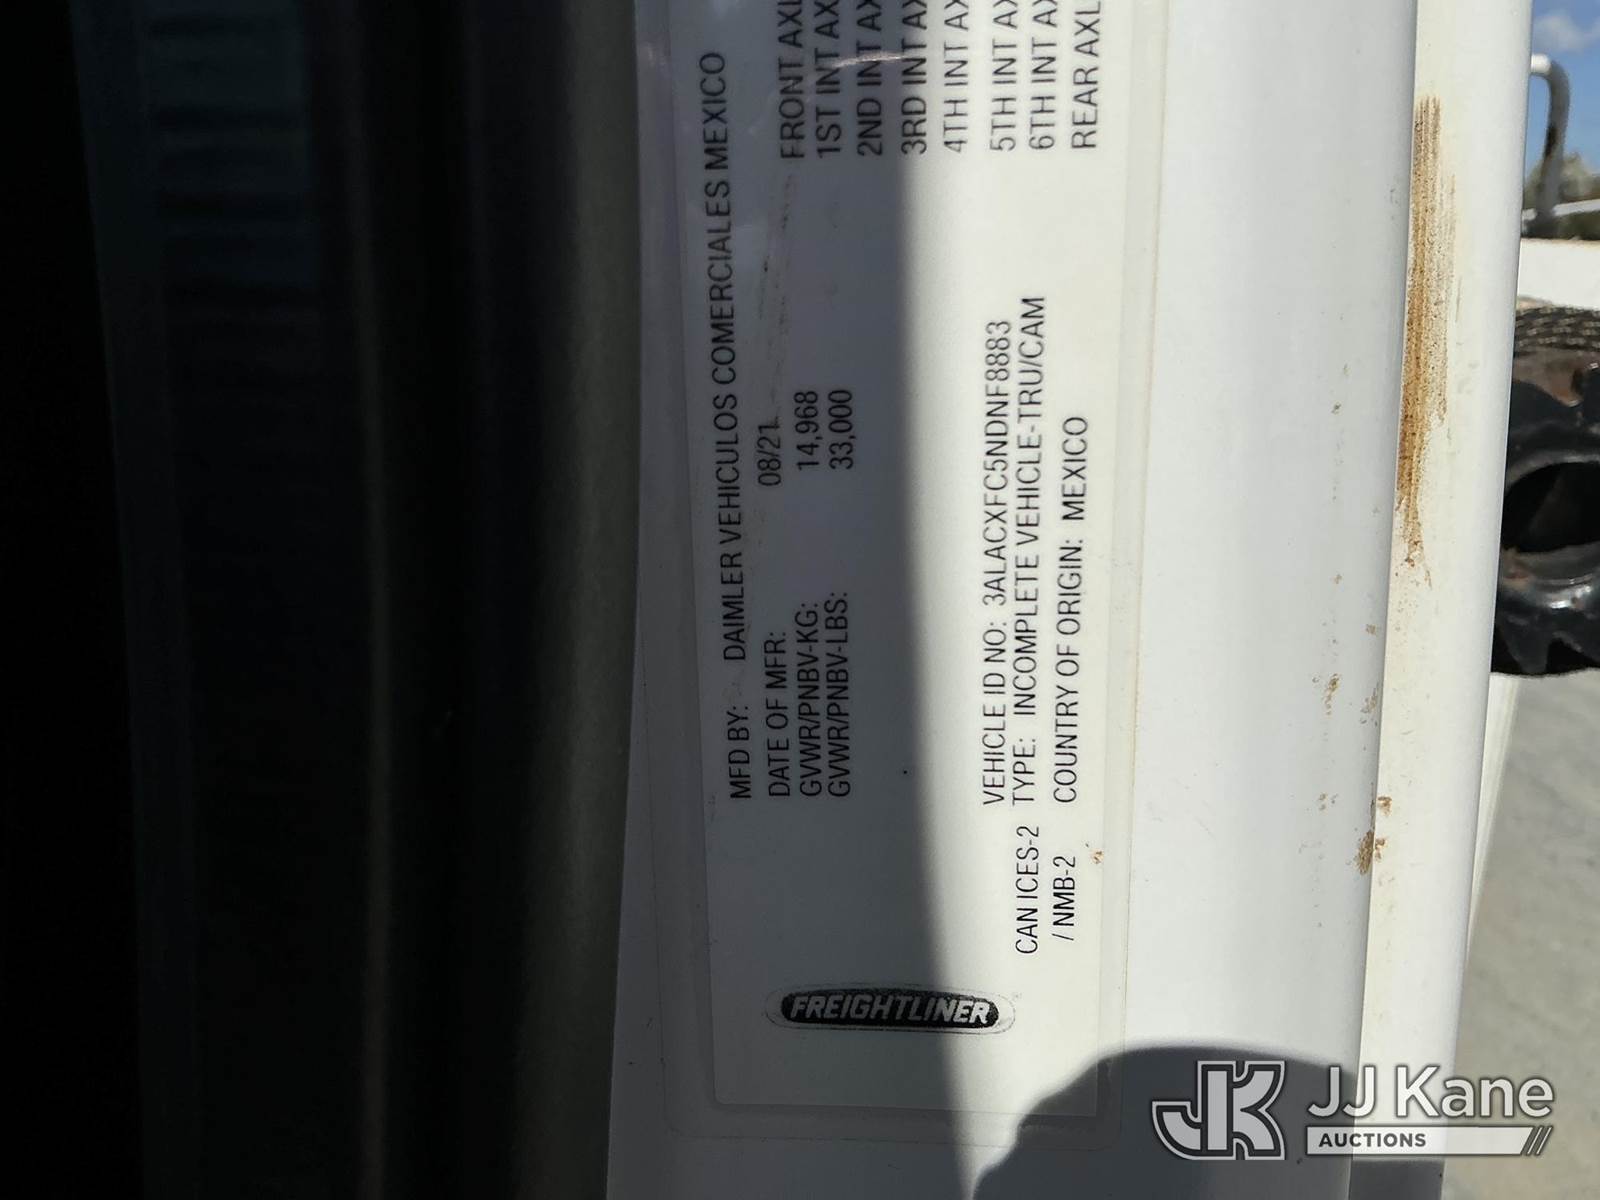 MFD BY: DAIMLER VEHICULOS COMERCIALES MEXICO
DATE OF MFR: 08/21
GVWR/PNBV-KG: 14,968
GVWR/PNBV-LBS: 33,000
FRONT AXL
1ST INT AX
2ND INT AX
3RD INT AX
4TH INT AX
5TH INT AX
6TH INT AX
REAR AXL
VEHICLE ID NO: 3ALACXFC5NDNF8883
TYPE: INCOMPLETE VEHICLE-TRU/CAM
COUNTRY OF ORIGIN: MEXICO
CAN ICES-2
/ NMB-2
FREIGHTLINER
JK JJ Kane
AUCTIONS